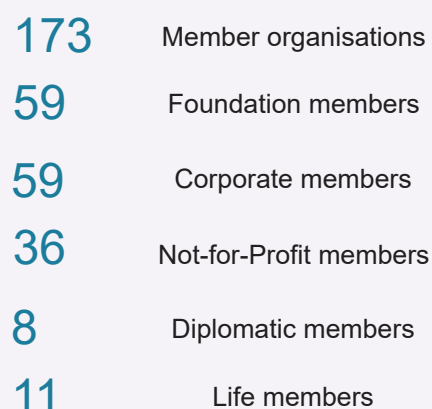 173 Member organisations
59 Foundation members
59 Corporate members
36 Not-for-Profit members
8 Diplomatic members
11 Life members